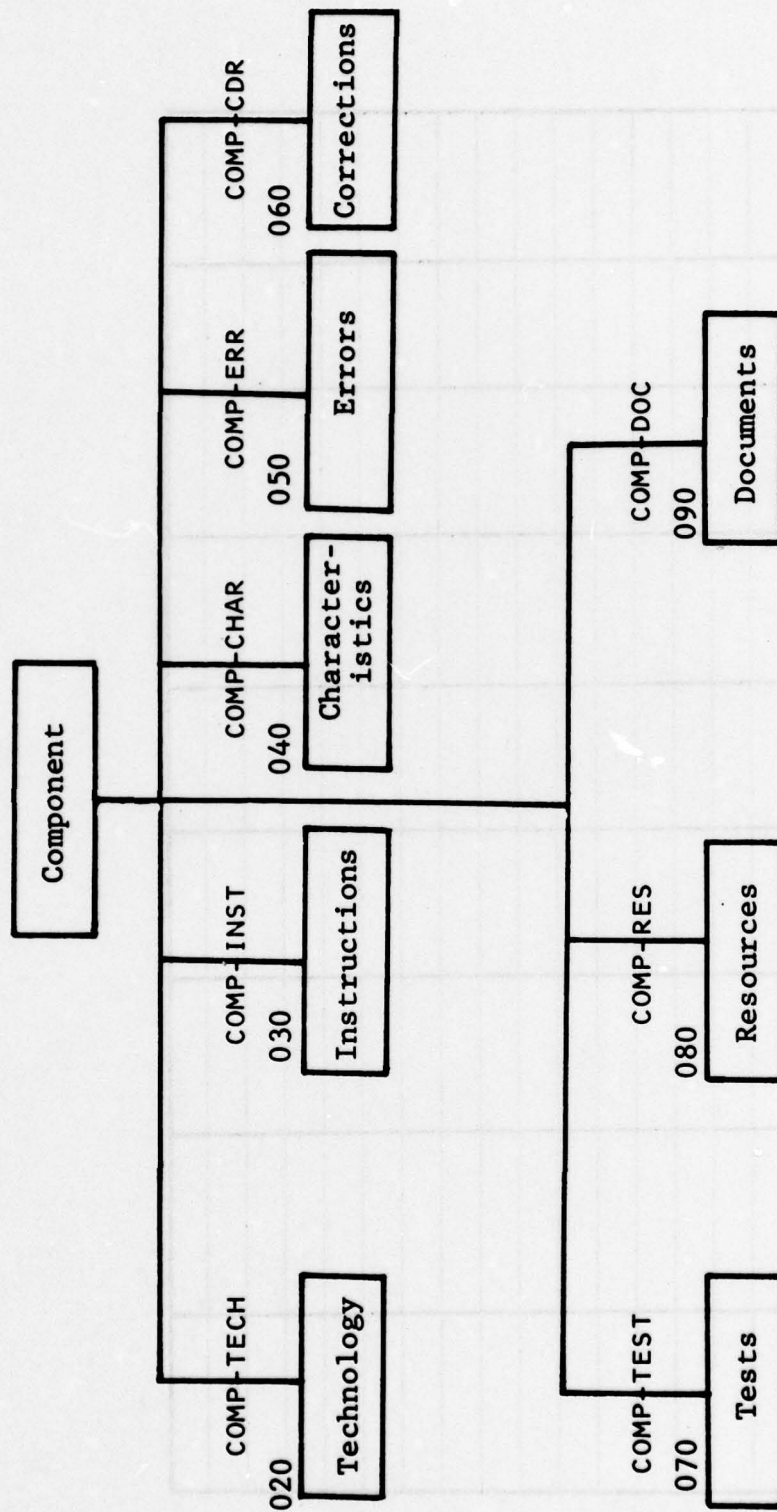 Component
COMP-TECH
COMP-INST
COMP-CHAR
COMP-ERR
COMP-CDR
020
030
040
050
060
Technology
Instructions
Character-
istics
Errors
Corrections
COMP-TEST
COMP-RES
COMP-DOC
070
080
090
Tests
Resources
Documents